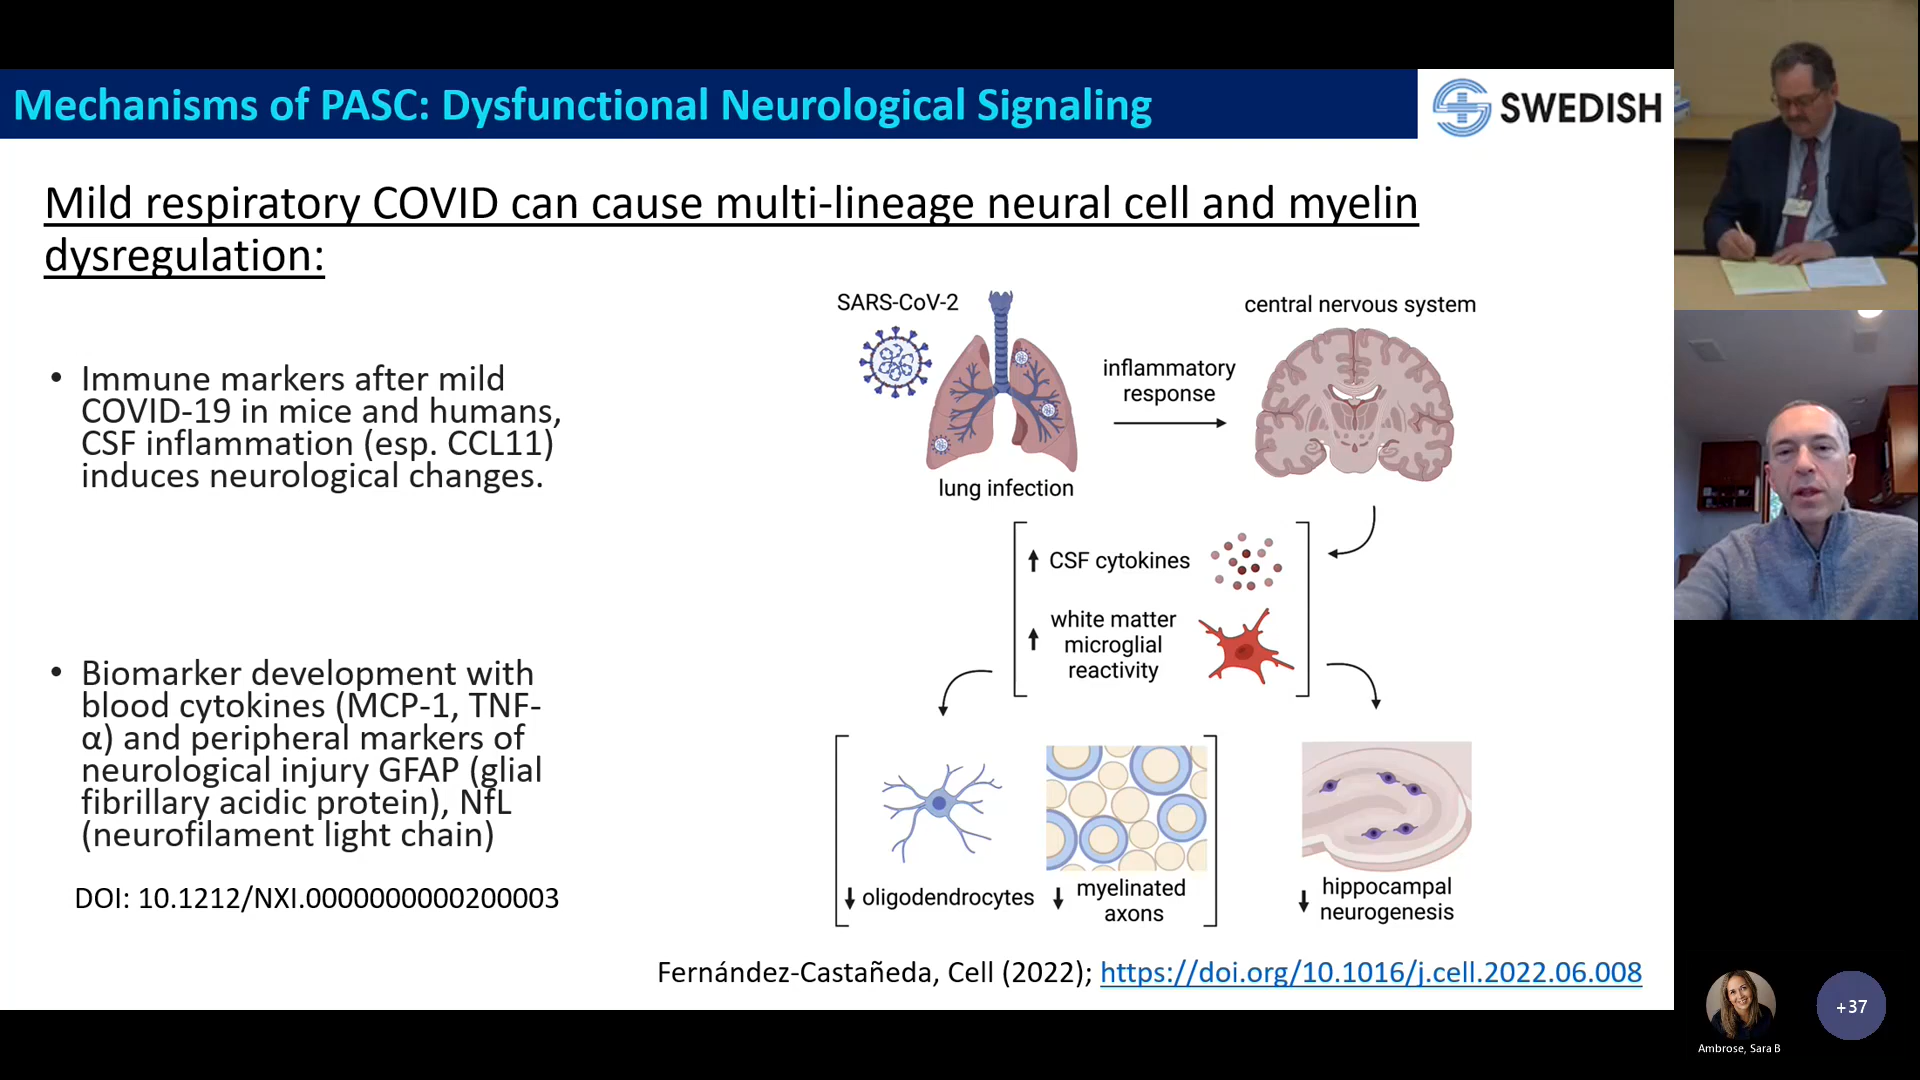 Mechanisms of PASC: Dysfunctional Neurological Signaling
SWEDISH
Mild respiratory COVID can cause multi-lineage neural cell and myelin
dysregulation:
• Immune markers after mild
COVID-19 in mice and humans,
CSF inflammation (esp. CCL11)
induces neurological changes.
• Biomarker development with
blood cytokines (MCP-1, TNF-
α) and peripheral markers of
neurological injury GFAP (glial
fibrillary acidic protein), NfL
(neurofilament light chain)
DOI: 10.1212/NXI.0000000000200003
SARS-CoV-2
lung infection
inflammatory
response
central nervous system
CSF cytokines
white matter
microglial
reactivity
oligodendrocytes
myelinated
axons
hippocampal
neurogenesis
Fernández-Castañeda, Cell (2022); https://doi.org/10.1016/j.cell.2022.06.008
Ambrose, Sara B
+37